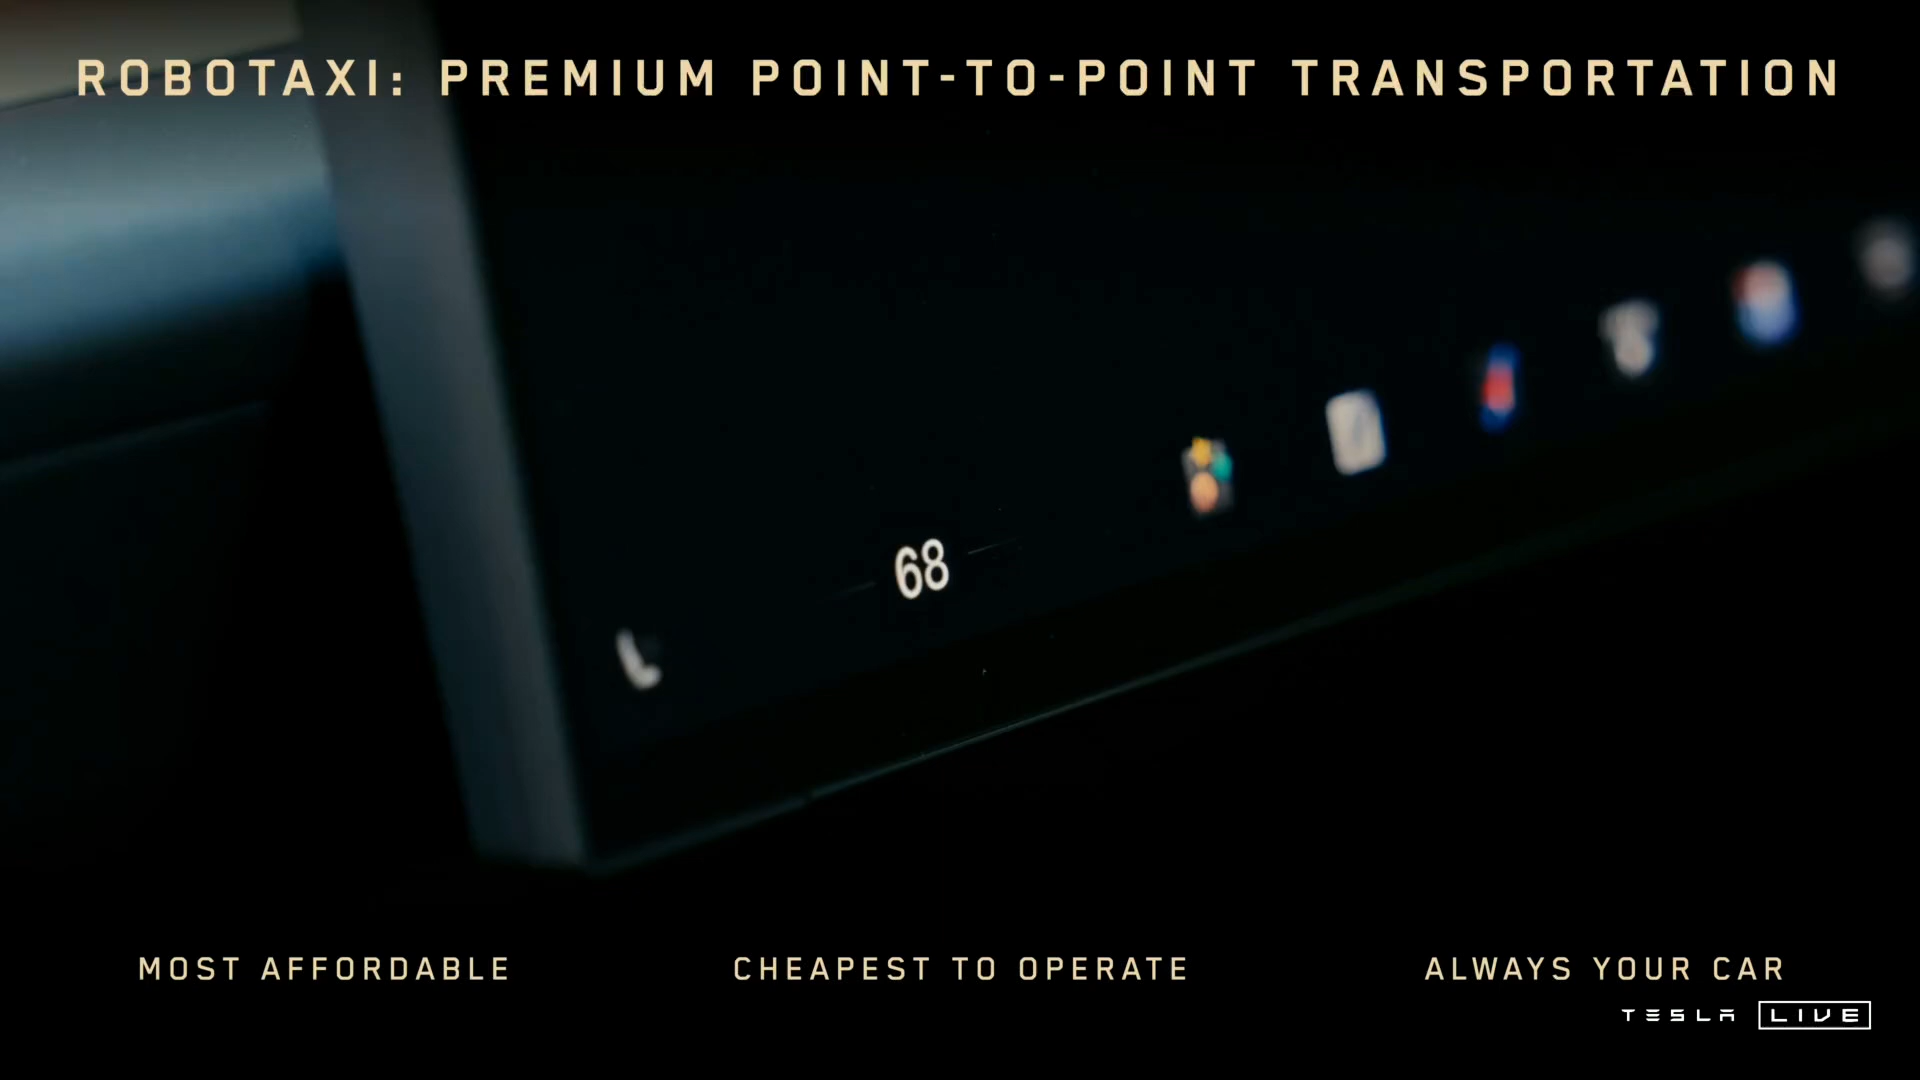 ROBOTAXI: PREMIUM POINT-TO-POINT TRANSPORTATION
68
MOST AFFORDABLE
CHEAPEST TO OPERATE
ALWAYS YOUR CAR
TESLA LIVE